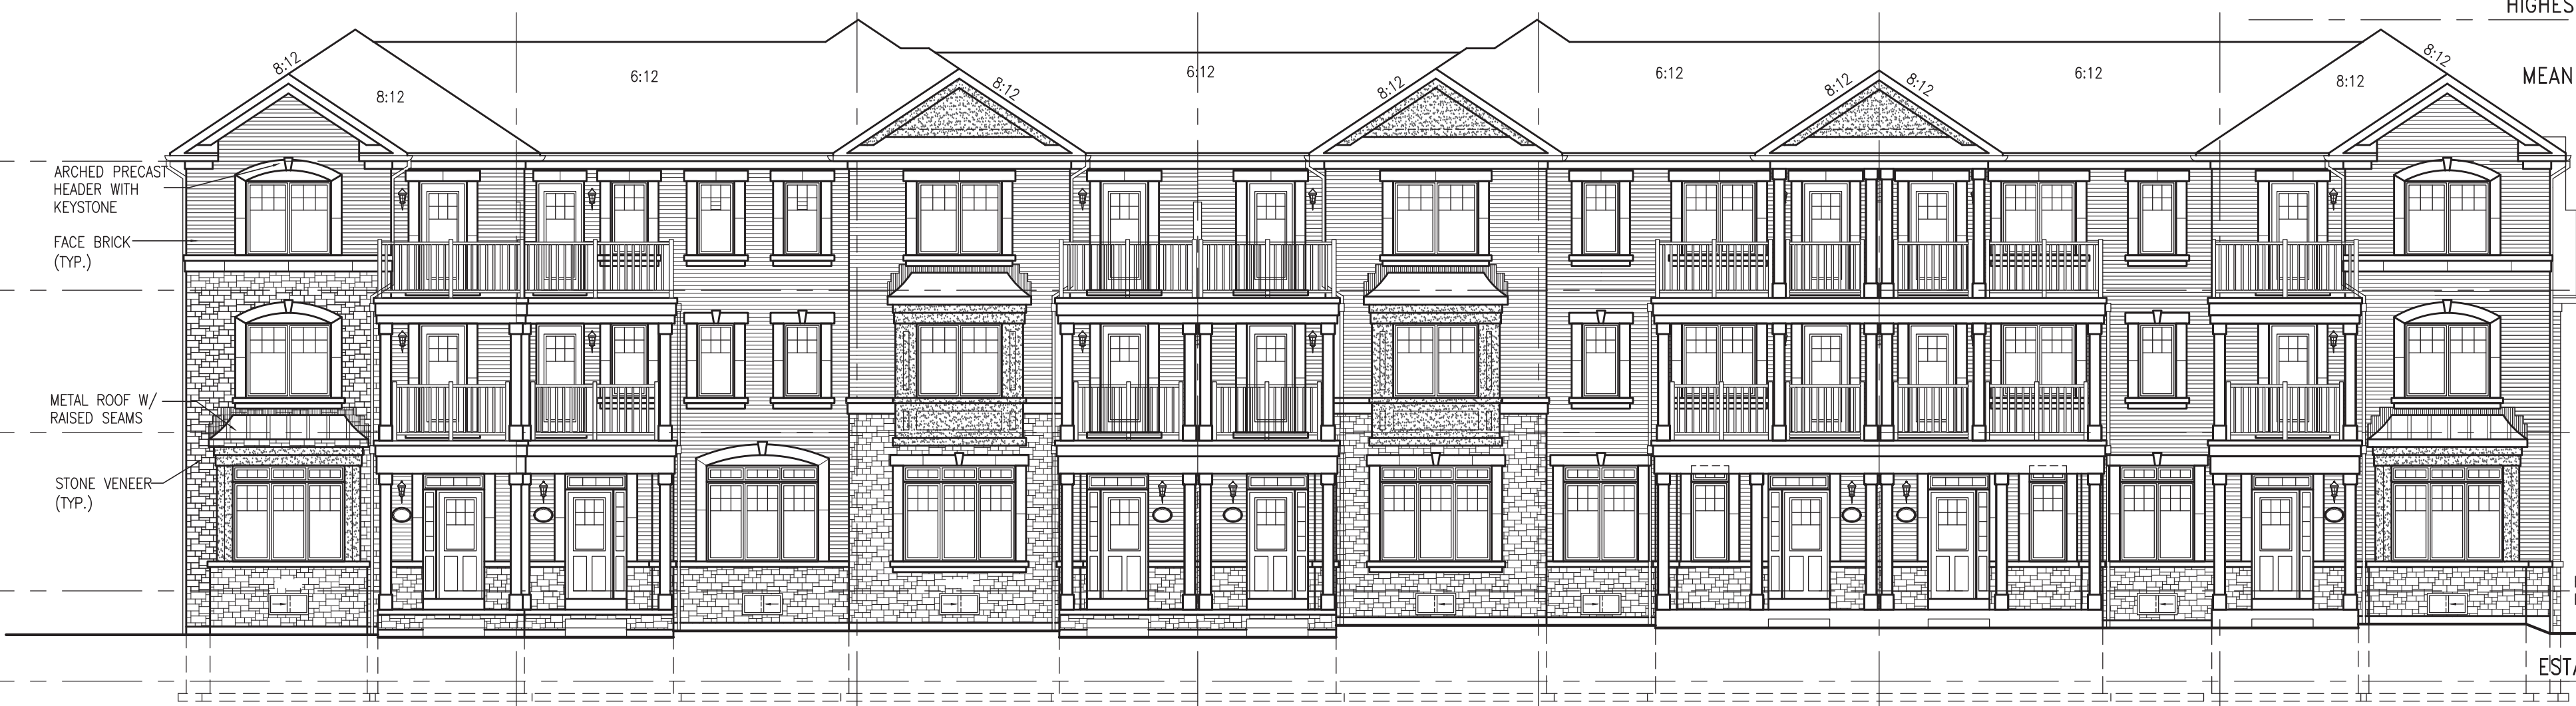 HIGHES
MEAN
8:12
8:12
6:12
8:12
6:12
8:12
6:12
8:12
8:12
6:12
8:12
8:12
ARCHED PRECAST
HEADER WITH
KEYSTONE
FACE BRICK
(TYP.)
METAL ROOF W/
RAISED SEAMS
STONE VENEER
(TYP.)
ESTA